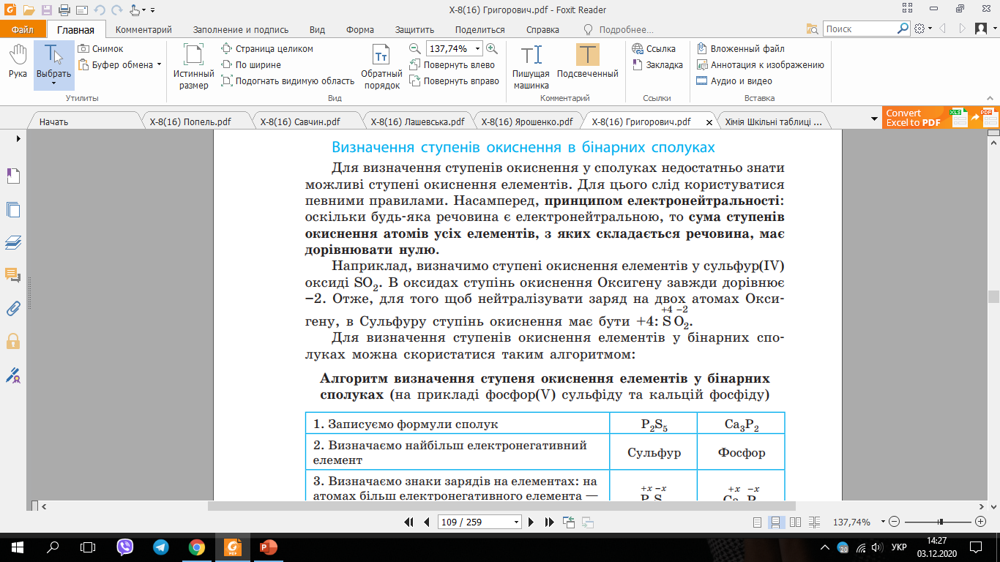 X-8(16) Григорович.pdf - Foxit Reader
Файл
Главная
Комментарий
Заполнение и подпись
Вид
Форма
Защитить
Поделиться
Справка
Подробнее...
Поиск
Рука
Выбрать
Снимок
Буфер обмена
Истинный размер
Страница целиком
По ширине
Подогнать видимую область
Обратный порядок
137,74%
Повернуть влево
Повернуть вправо
Пишущая машинка
Подсвеченный
Ссылка
Закладка
Вложенный файл
Аннотация к изображению
Аудио и видео
Утилиты
Вид
Комментарий
Ссылки
Вставка
Начать
X-8(16) Попель.pdf
X-8(16) Савчин.pdf
X-8(16) Лашевська.pdf
X-8(16) Ярошенко.pdf
X-8(16) Григорович.pdf
Хімія Шкільні таблиці ...
Convert
Excel to PDF
XLS
PDF
Визначення ступенів окиснення в бінарних сполуках
Для визначення ступенів окиснення у сполуках недостатньо знати
можливі ступені окиснення елементів. Для цього слід користуватися
певними правилами. Насамперед, принципом електронейтральності:
оскільки будь-яка речовина є електронейтральною, то сума ступенів
окиснення атомів усіх елементів, з яких складається речовина, має
дорівнювати нулю.
Наприклад, визначимо ступені окиснення елементів у сульфур(IV)
оксиді SO₂. В оксидах ступінь окиснення Оксигену завжди дорівнює
−2. Отже, для того щоб нейтралізувати заряд на двох атомах Окси-
+4 −2
гену, в Сульфуру ступінь окиснення має бути +4: S O₂.
Для визначення ступенів окиснення елементів у бінарних спо-
луках можна скористатися таким алгоритмом:
Алгоритм визначення ступеня окиснення елементів у бінарних
сполуках (на прикладі фосфор(V) сульфіду та кальцій фосфіду)
1. Записуємо формули сполук
P₂S₅
Ca₃P₂
2. Визначаємо найбільш електронегативний
елемент
Сульфур
Фосфор
3. Визначаємо знаки зарядів на елементах: на
атомах більш електронегативного елемента —
+x −x
P S
+x −x
Ca P
109 / 259
137,74%
20
УКР
14:27
03.12.2020